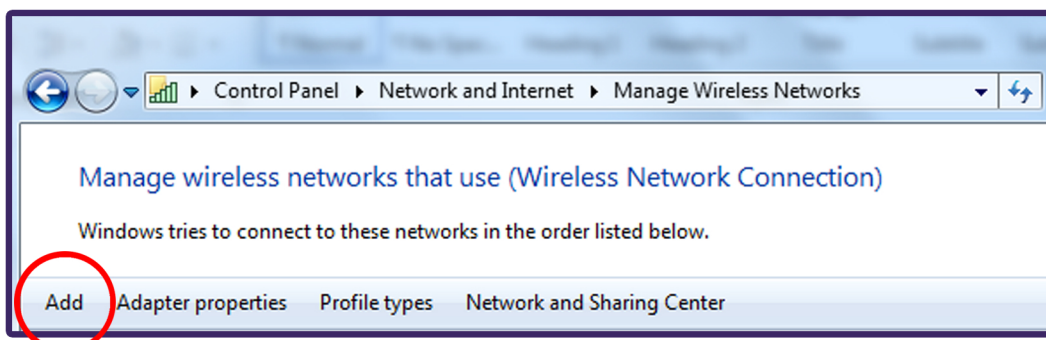 Control Panel Network and Internet Manage Wireless Networks
Manage wireless networks that use (Wireless Network Connection)
Windows tries to connect to these networks in the order listed below.
Add Adapter properties Profile types Network and Sharing Center